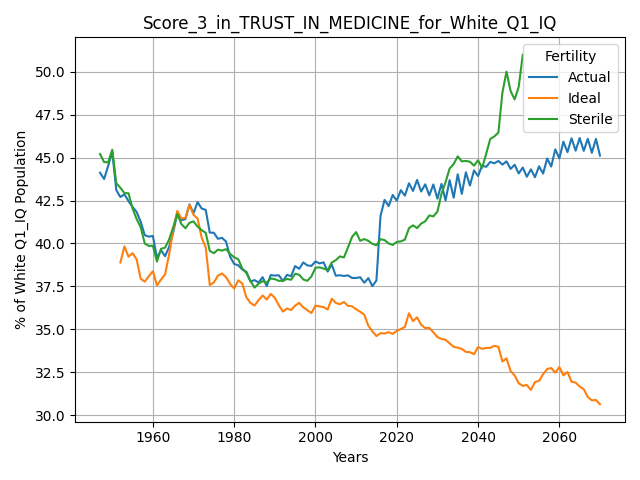 Score_3_in_TRUST_IN_MEDICINE_for_White_Q1_IQ
Fertility
Actual
Ideal
Sterile
% of White Q1_IQ Population
50.0
47.5
45.0
42.5
40.0
37.5
35.0
32.5
30.0
1960 1980 2000 2020 2040 2060
Years